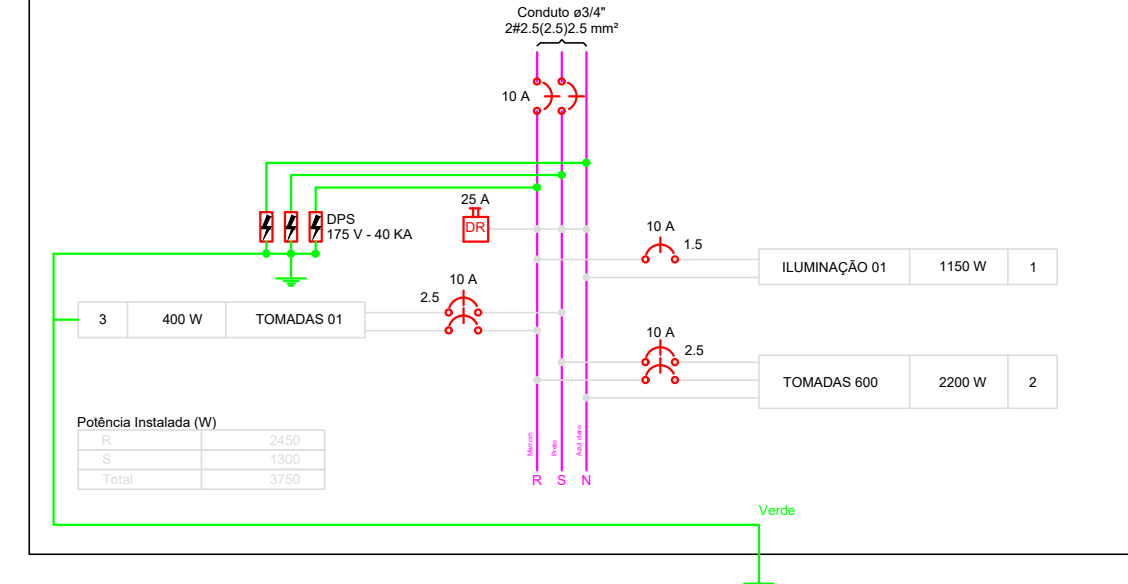 Conduto ø3/4"
2#2.5(2.5)2.5 mm²
10 A
25 A
DR
DPS
175 V - 40 KA
10 A
1.5
ILUMINAÇÃO 01 1150 W 1
10 A
2.5
3 400 W TOMADAS 01
10 A
2.5
TOMADAS 600 2200 W 2
Potência Instalada (W)
R 2450
S 1300
Total 3750
Marrom
Preto
Azul claro
R S N
Verde